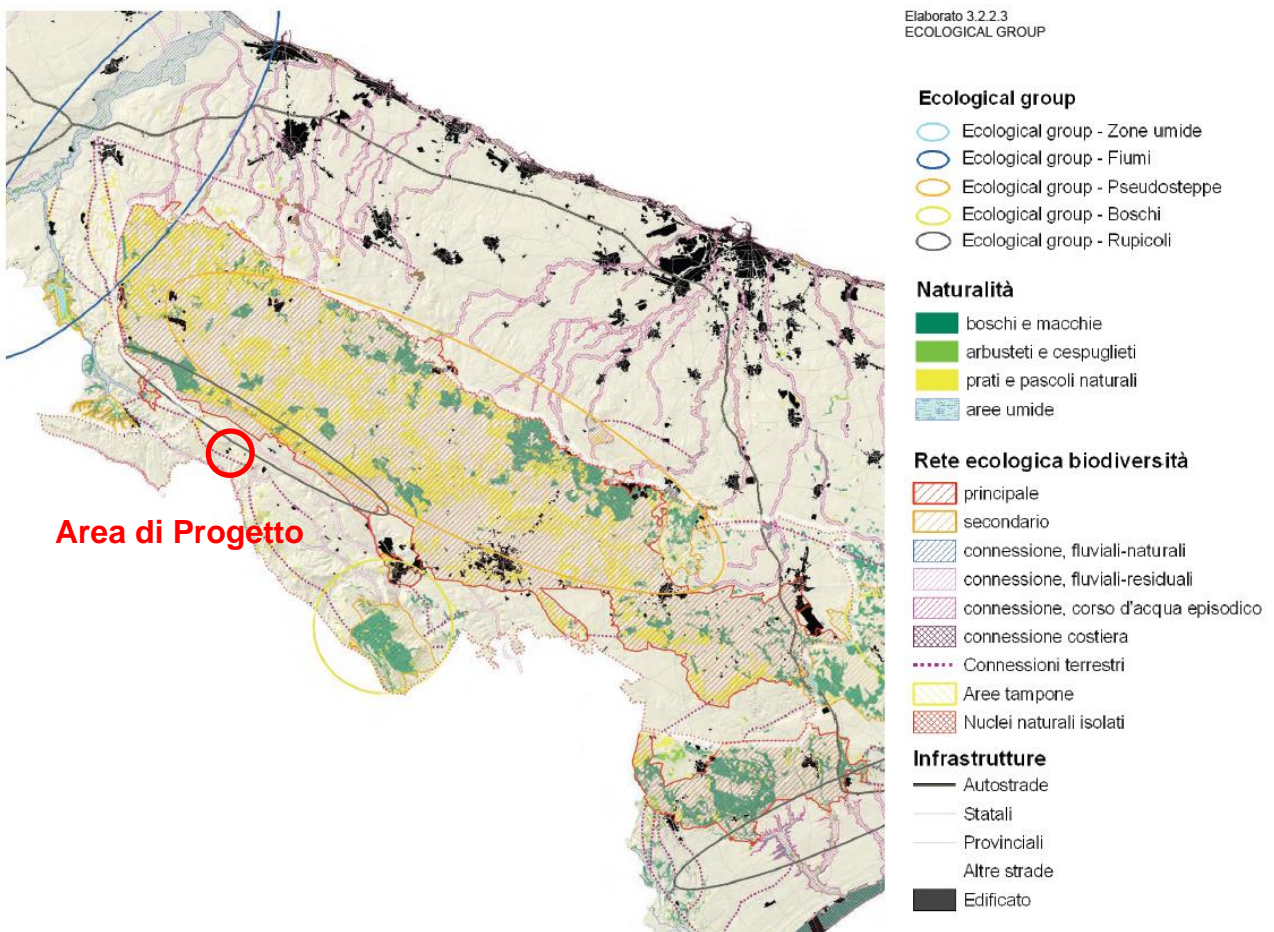 Elaborato 3.2.2.3
ECOLOGICAL GROUP
Ecological group
Ecological group - Zone umide
Ecological group - Fiumi
Ecological group - Pseudosteppe
Ecological group - Boschi
Ecological group - Rupicoli
Naturalità
boschi e macchie
arbusteti e cespuglieti
prati e pascoli naturali
aree umide
Rete ecologica biodiversità
principale
secondario
connessione, fluviali-naturali
connessione, fluviali-residuali
connessione, corso d'acqua episodico
connessione costiera
Connessioni terrestri
Aree tampone
Nuclei naturali isolati
Infrastrutture
Autostrade
Statali
Provinciali
Altre strade
Edificato
Area di Progetto